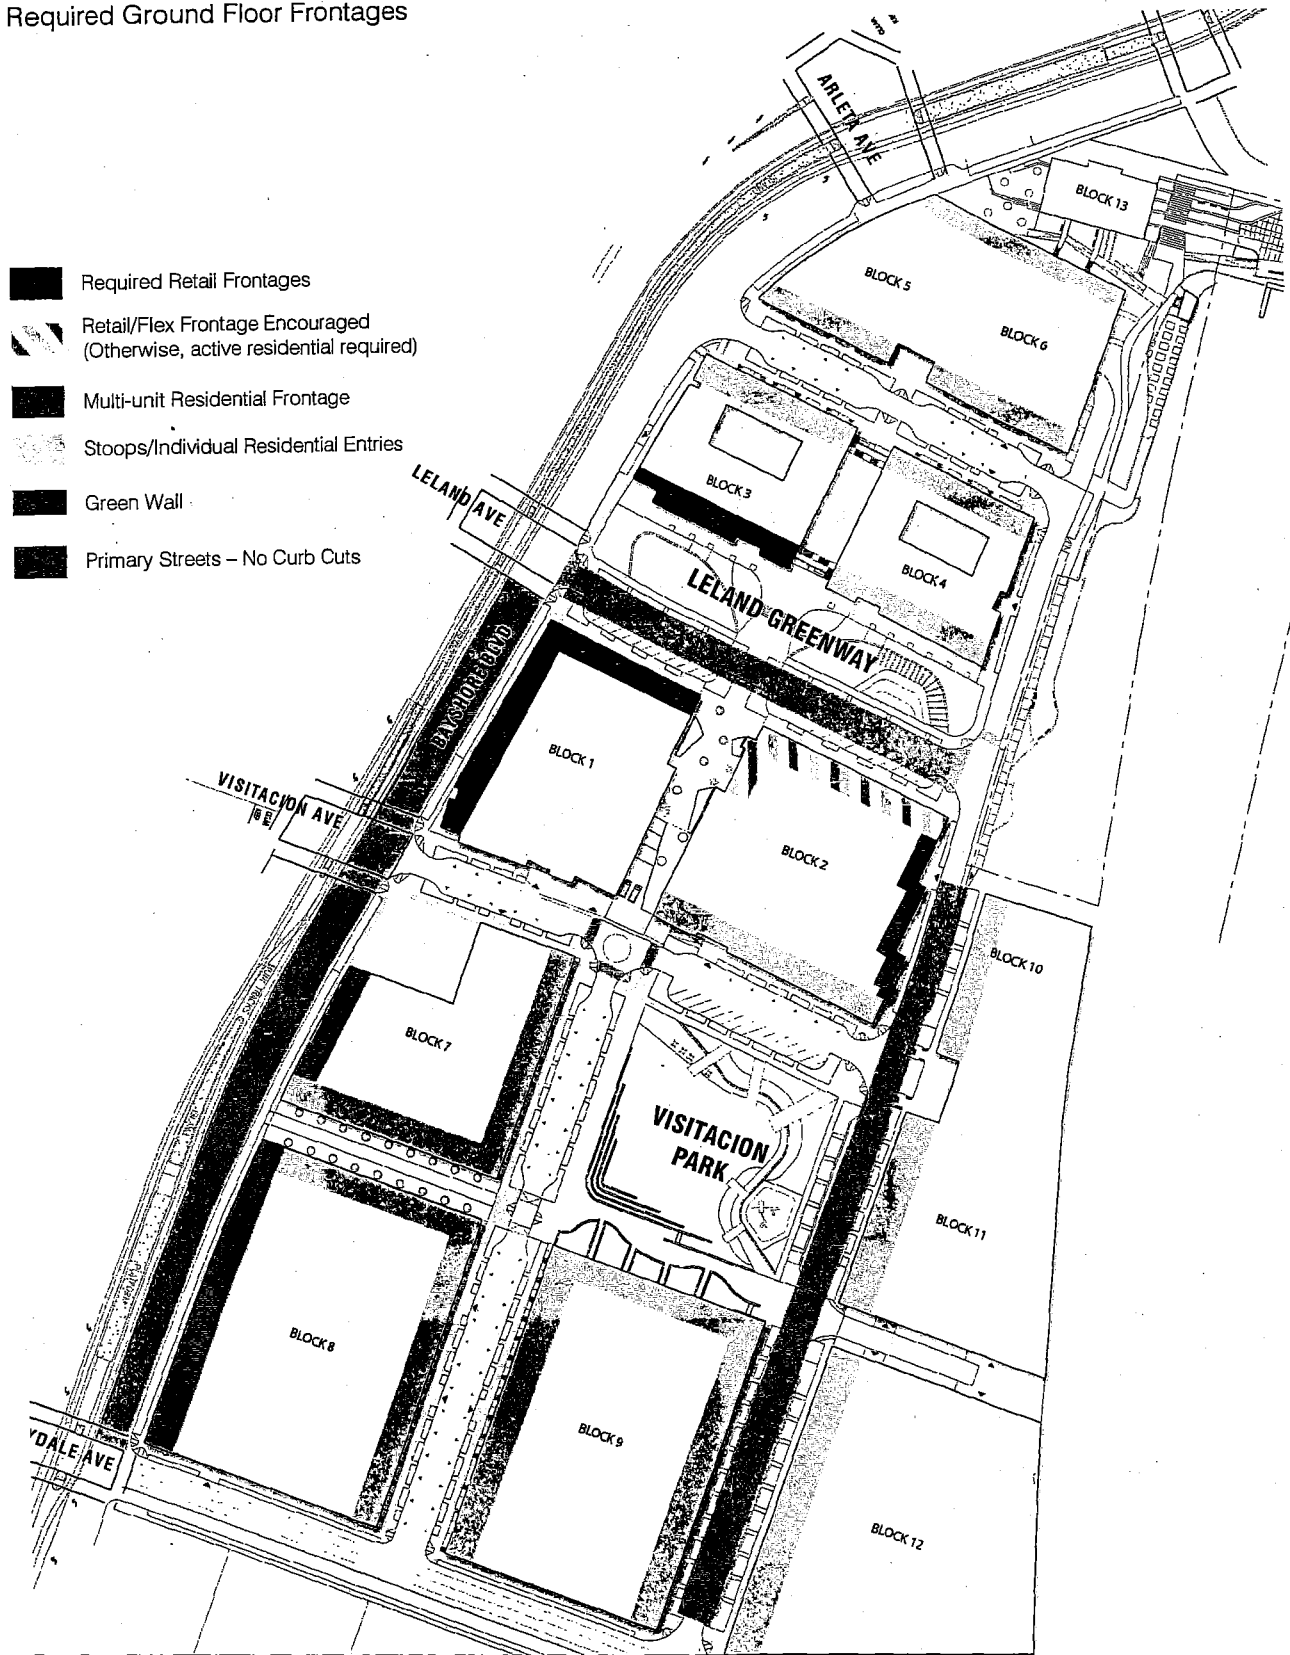 Required Ground Floor Frontages
ARLETA AVE
BLOCK 13
BLOCK 5
BLOCK 6
Required Retail Frontages
Retail/Flex Frontage Encouraged
(Otherwise, active residential required)
Multi-unit Residential Frontage
Stoops/Individual Residential Entries
Green Wall
Primary Streets – No Curb Cuts
LELAND AVE
BLOCK 3
BLOCK 4
LELAND GREENWAY
BAYSHORE BLVD
BLOCK 1
VISITACION AVE
BLOCK 2
BLOCK 10
BLOCK 7
VISITACION
PARK
BLOCK 11
BLOCK 8
BLOCK 9
YDALE AVE
BLOCK 12